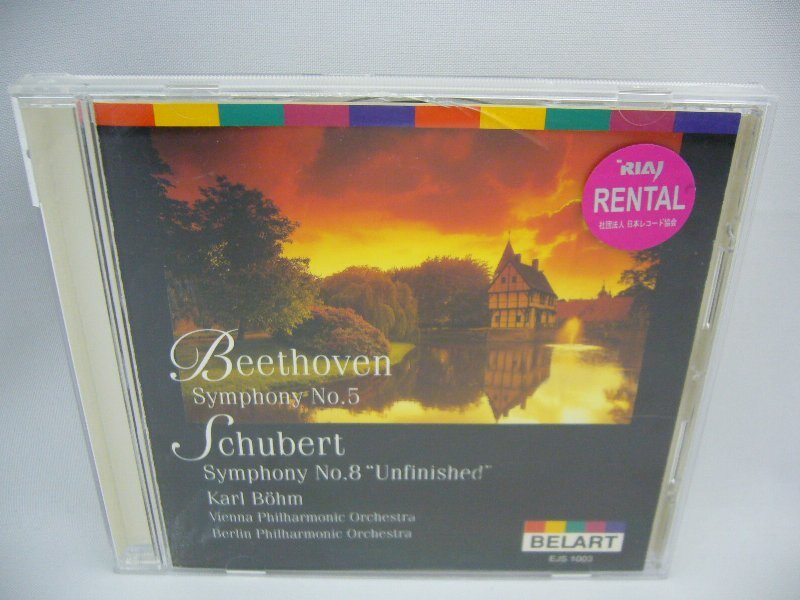 RIAJ
RENTAL
社団法人 日本レコード協会
Beethoven
Symphony No.5
Schubert
Symphony No.8 “Unfinished”
Karl Böhm
Vienna Philharmonic Orchestra
Berlin Philharmonic Orchestra
BELART
EJS 1003